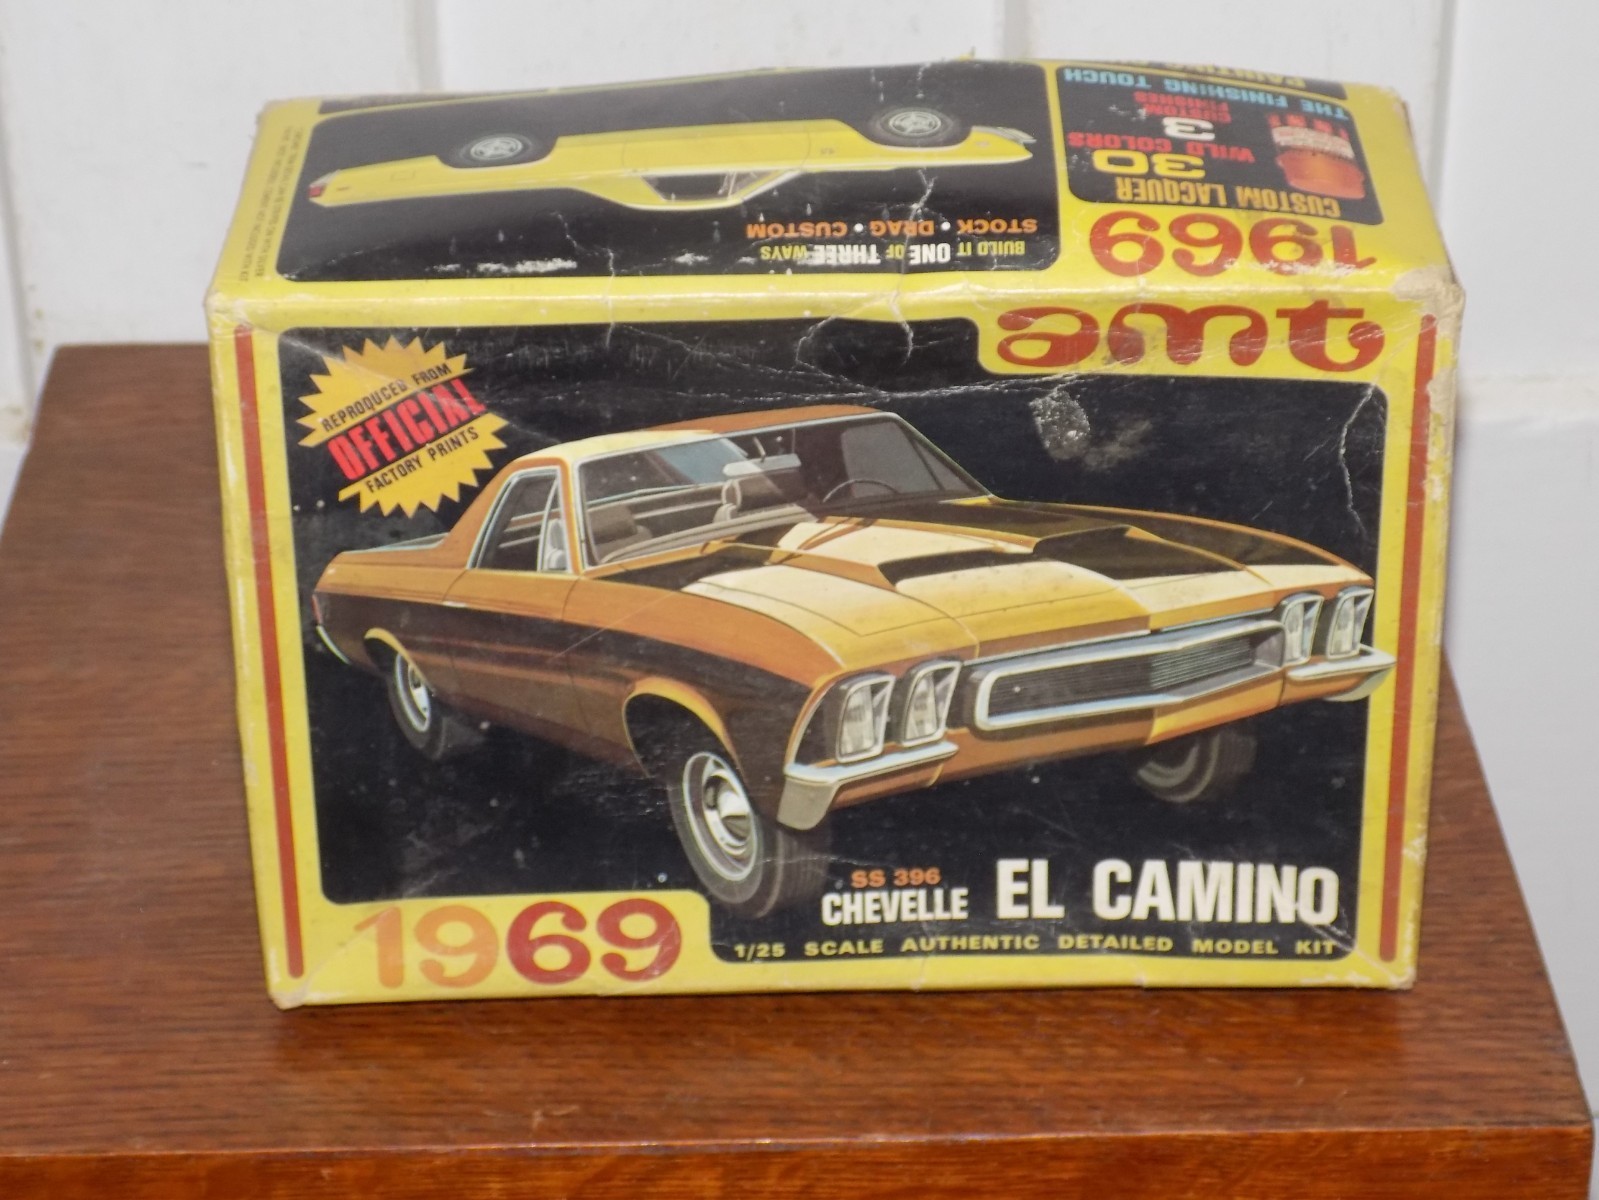 amt
REPRODUCED FROM
OFFICIAL
FACTORY PRINTS
SS 396
CHEVELLE EL CAMINO
1969
1/25 SCALE AUTHENTIC DETAILED MODEL KIT
1969
CUSTOM LACQUER
30
WILD COLORS
3
CUSTOM
FINISHES
THE FINISHING TOUCH
BUILD IT ONE OF THREE WAYS
STOCK • DRAG • CUSTOM